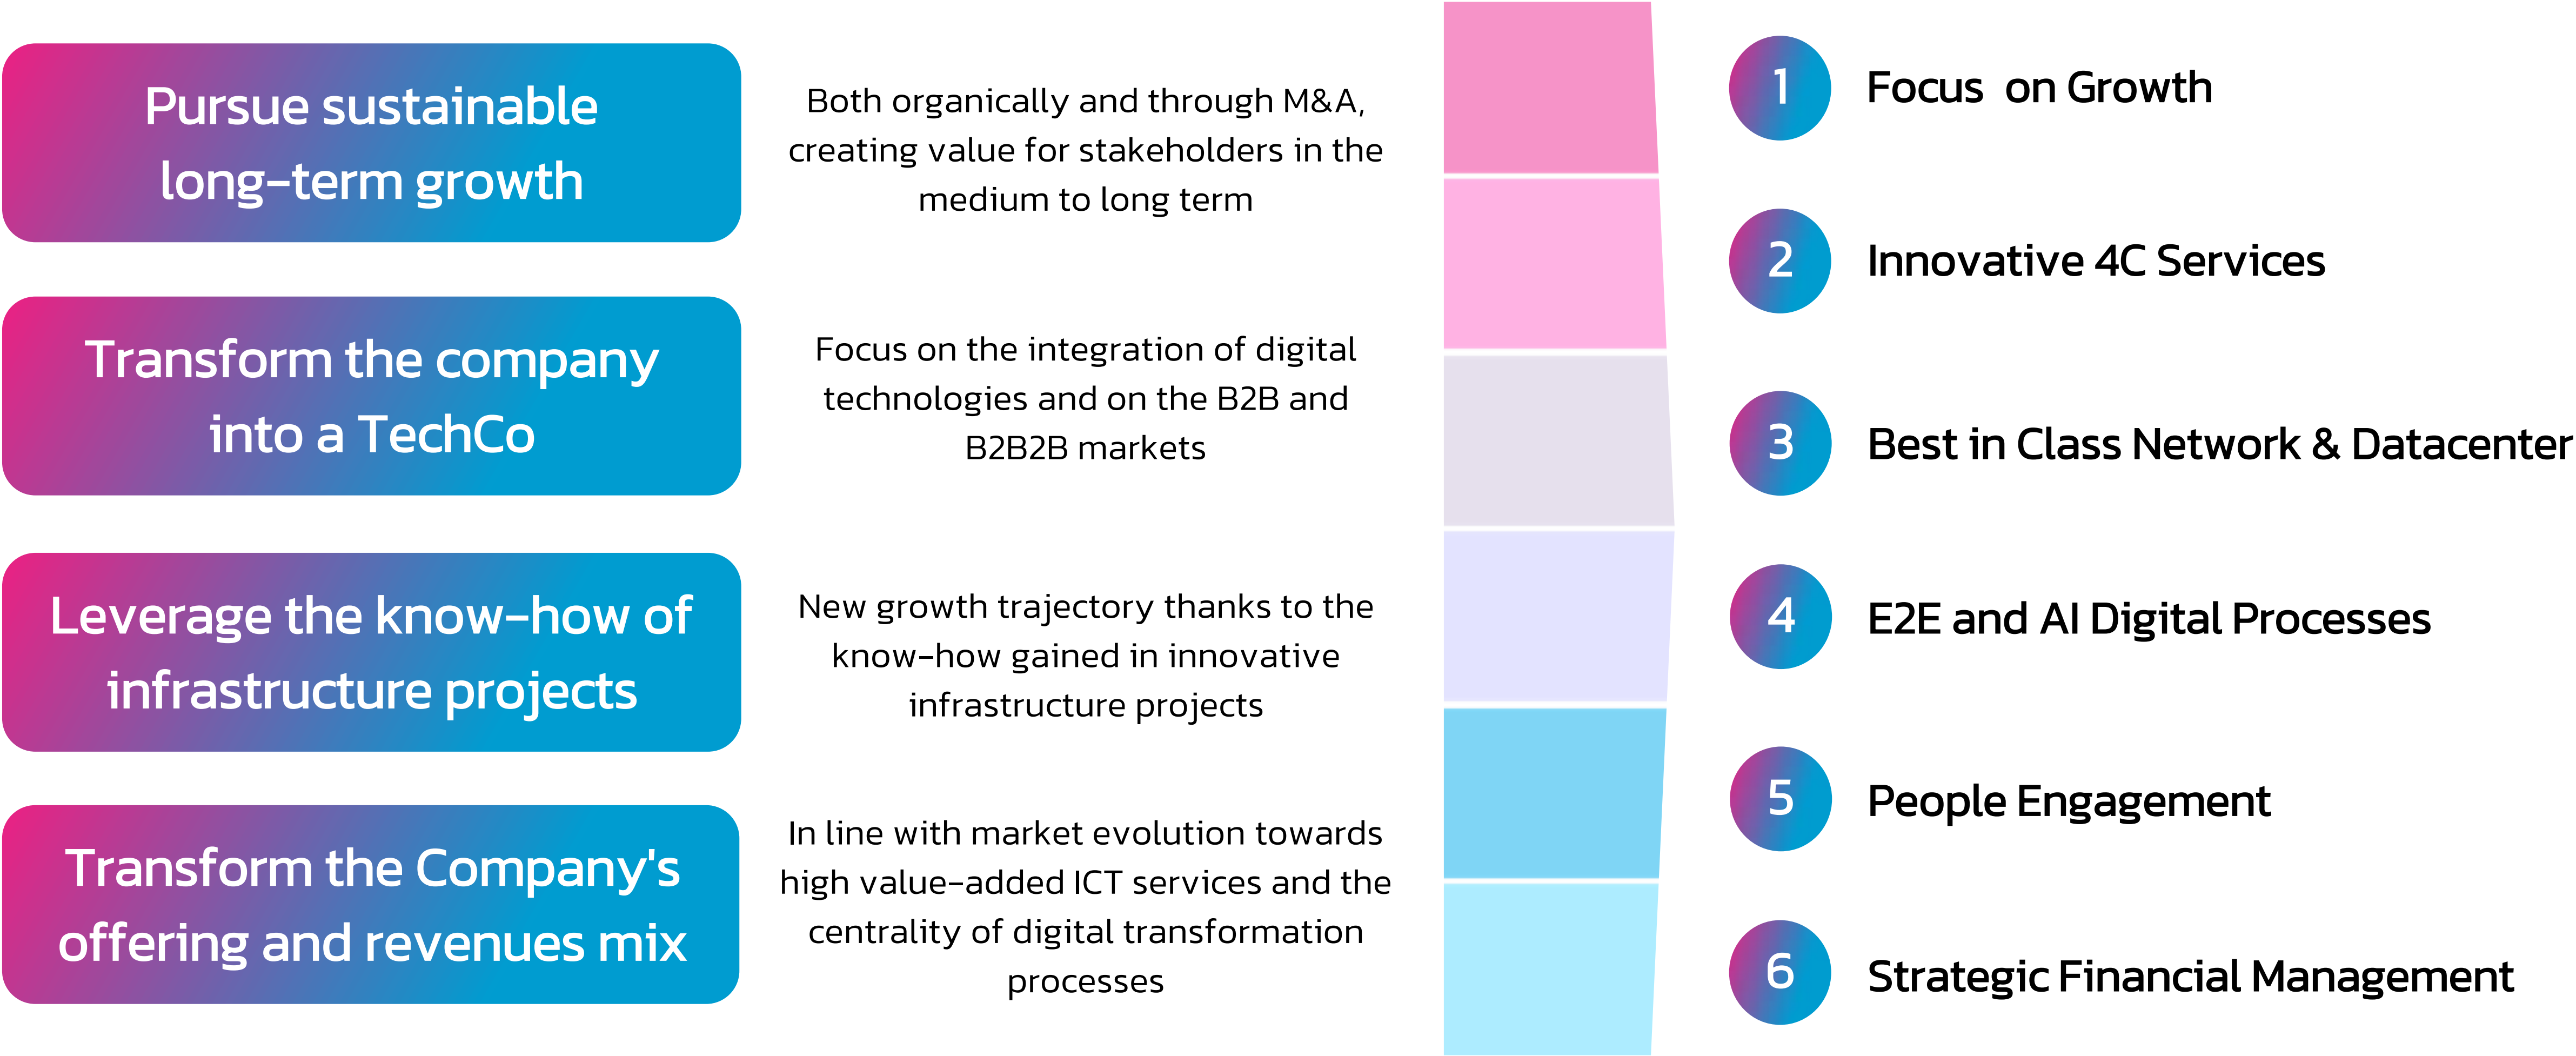 Pursue sustainable
long-term growth
Both organically and through M&A,
creating value for stakeholders in the
medium to long term
Transform the company
into a TechCo
Focus on the integration of digital
technologies and on the B2B and
B2B2B markets
Leverage the know-how of
infrastructure projects
New growth trajectory thanks to the
know-how gained in innovative
infrastructure projects
Transform the Company's
offering and revenues mix
In line with market evolution towards
high value-added ICT services and the
centrality of digital transformation
processes
1 Focus on Growth
2 Innovative 4C Services
3 Best in Class Network & Datacenter
4 E2E and AI Digital Processes
5 People Engagement
6 Strategic Financial Management